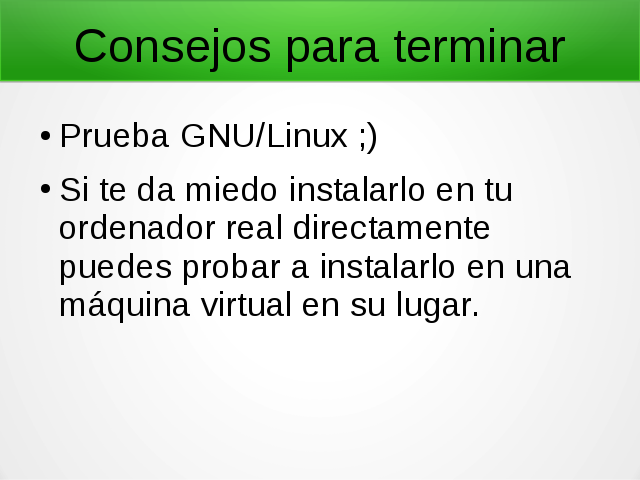 Consejos para terminar
● Prueba GNU/Linux ;)
● Si te da miedo instalarlo en tu
ordenador real directamente
puedes probar a instalarlo en una
máquina virtual en su lugar.